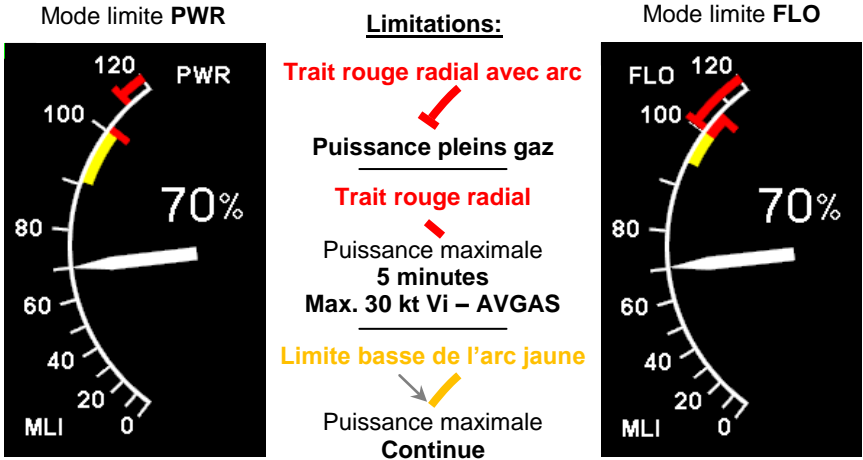 Mode limite PWR
120
PWR
100
70%
80
60
40
20
0
MLI
Limitations:
Trait rouge radial avec arc
Puissance pleins gaz
Trait rouge radial
Puissance maximale
5 minutes
Max. 30 kt Vi – AVGAS
Limite basse de l’arc jaune
Puissance maximale
Continue
Mode limite FLO
FLO
120
100
70%
80
60
40
20
0
MLI